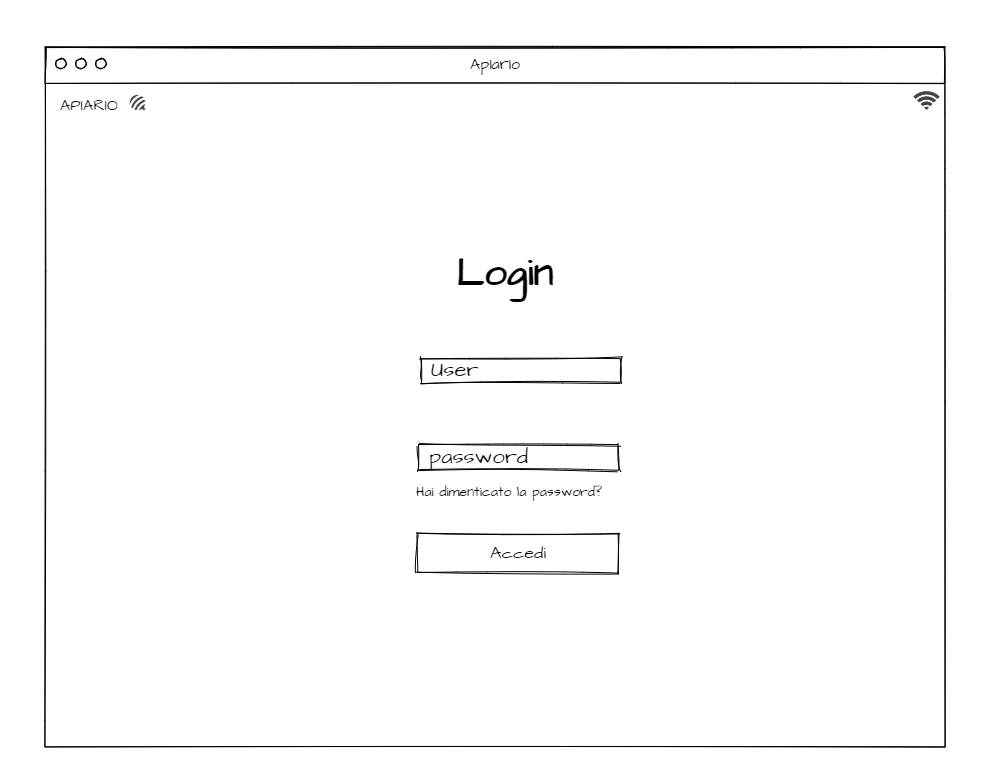 Apiario
APIARIO
Login
User
password
Hai dimenticato la password?
Accedi